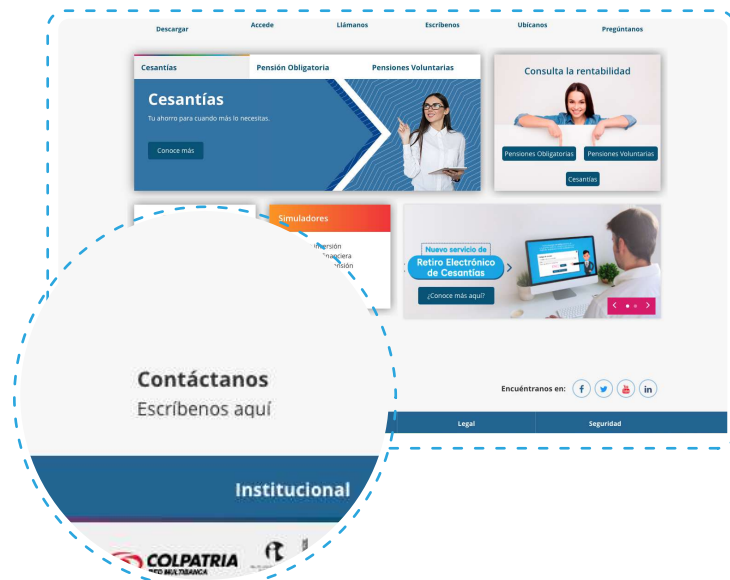 Descargar
Accede
Llámanos
Escríbenos
Ubícanos
Pregúntanos
Cesantías
Pensión Obligatoria
Pensiones Voluntarias
Cesantías
Tu ahorro para cuando más lo necesitas.
Conoce más
Consulta la rentabilidad
Pensiones Obligatorias
Pensiones Voluntarias
Cesantías
Simuladores
Nuevo servicio de
Retiro Electrónico
de Cesantías
¿Conoce más aquí?
Contáctanos
Escríbenos aquí
Encuéntranos en:
Institucional
Legal
Seguridad
COLPATRIA
RED MULTIBANCA